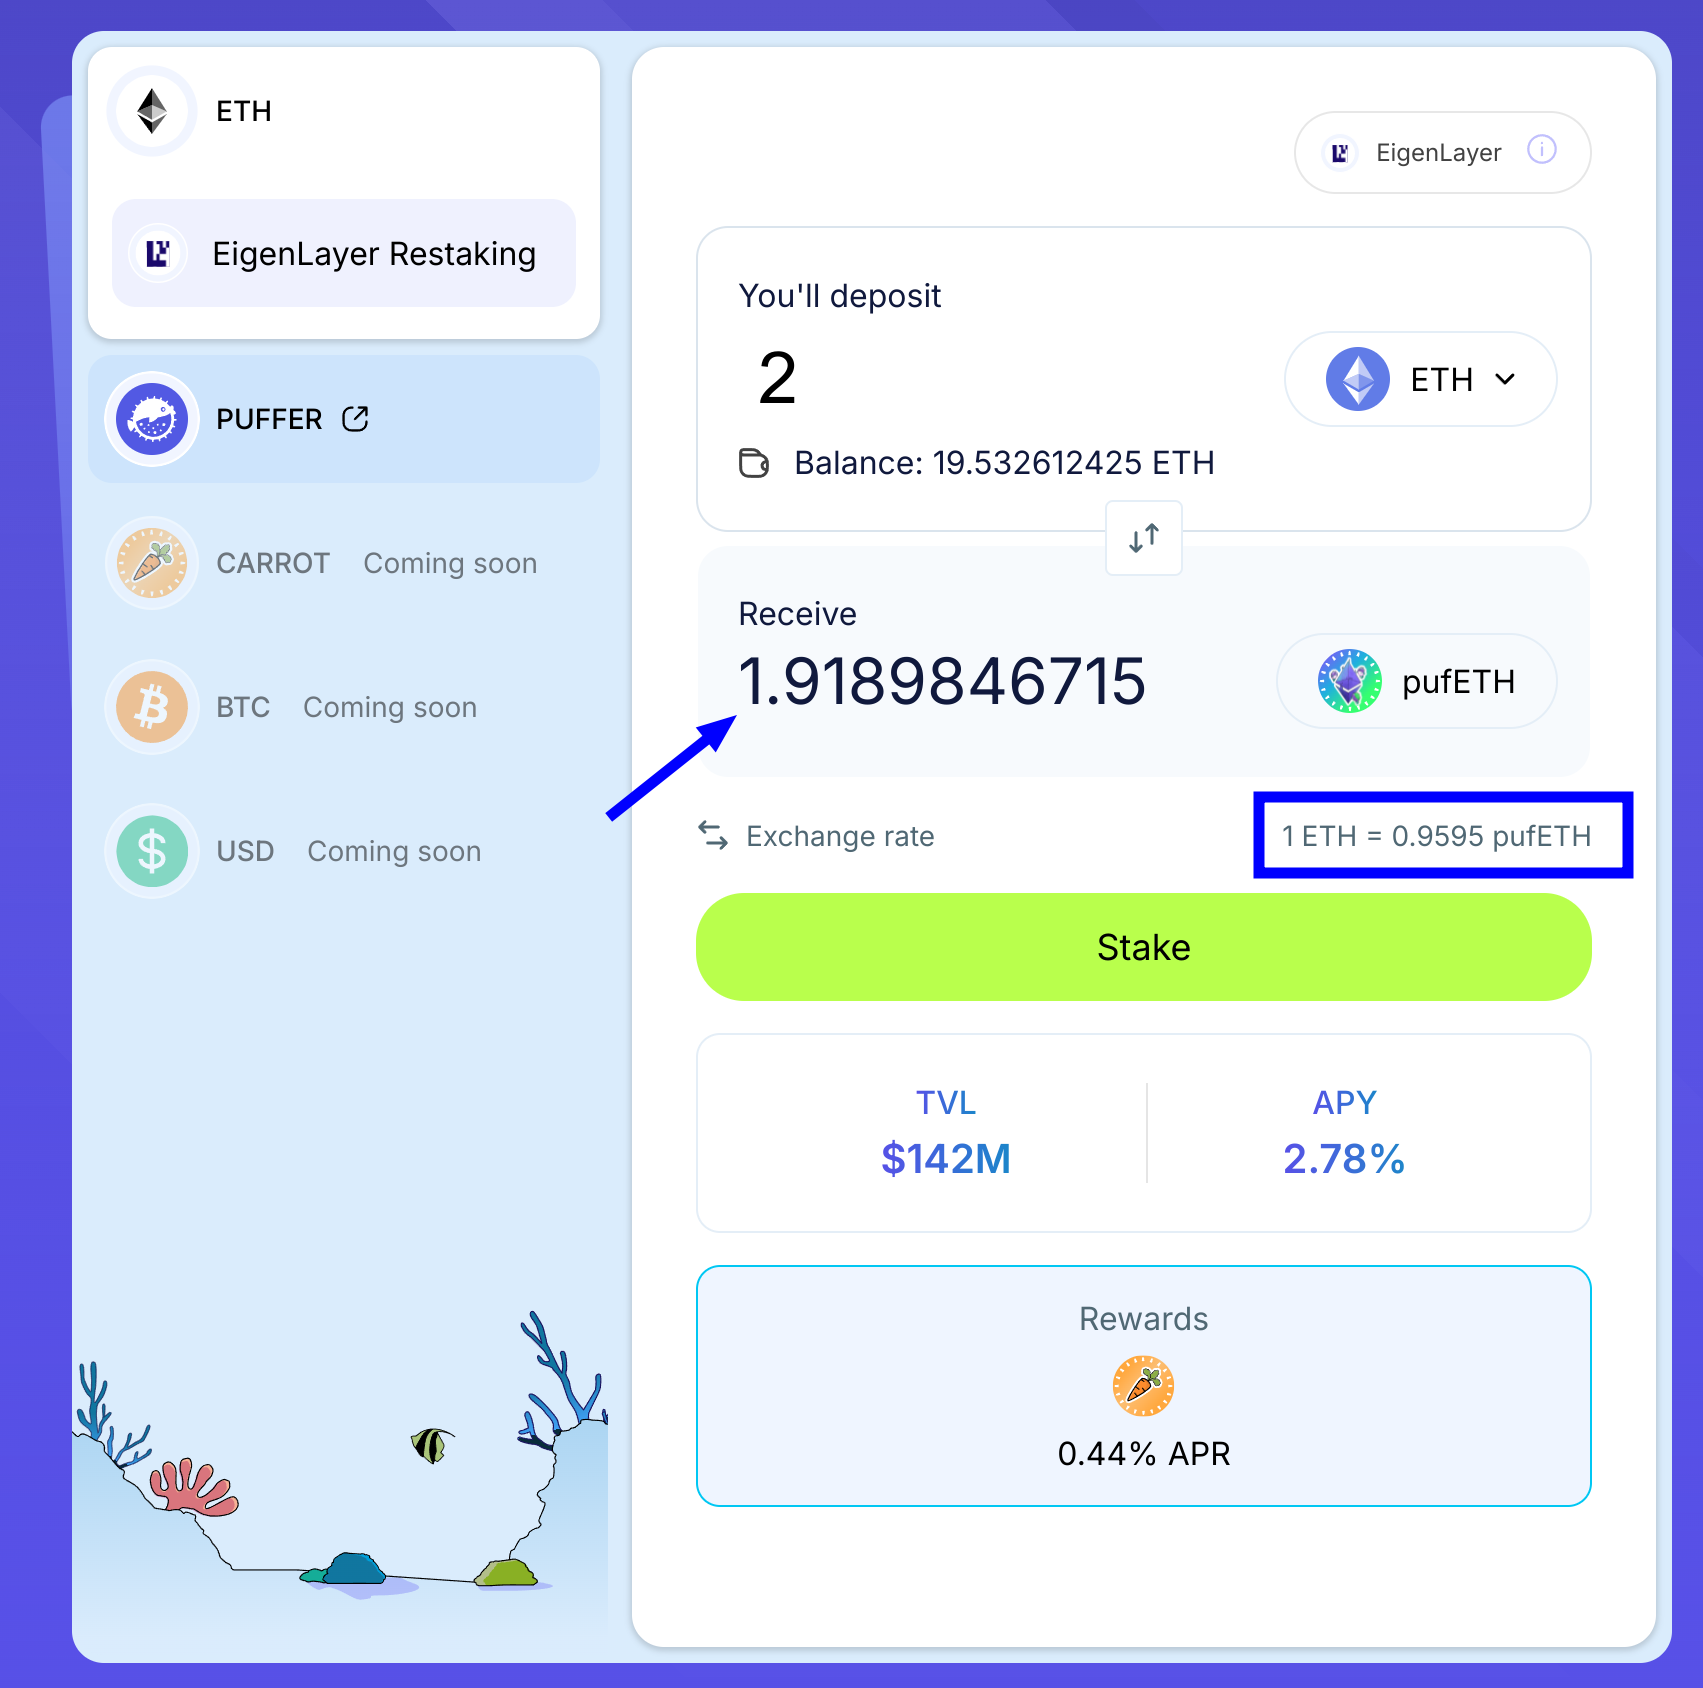 ETH
EigenLayer Restaking
PUFFER
CARROT Coming soon
BTC Coming soon
USD Coming soon
EigenLayer
You'll deposit
2
ETH
Balance: 19.532612425 ETH
Receive
1.9189846715
pufETH
Exchange rate
1 ETH = 0.9595 pufETH
Stake
TVL
$142M
APY
2.78%
Rewards
0.44% APR